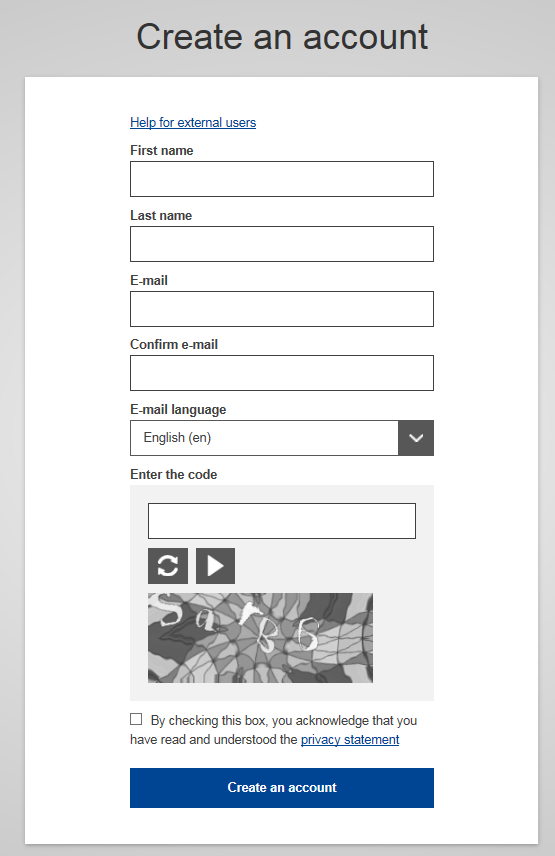 Create an account
Help for external users
First name
Last name
E-mail
Confirm e-mail
E-mail language
English (en)
Enter the code
By checking this box, you acknowledge that you
have read and understood the privacy statement
Create an account